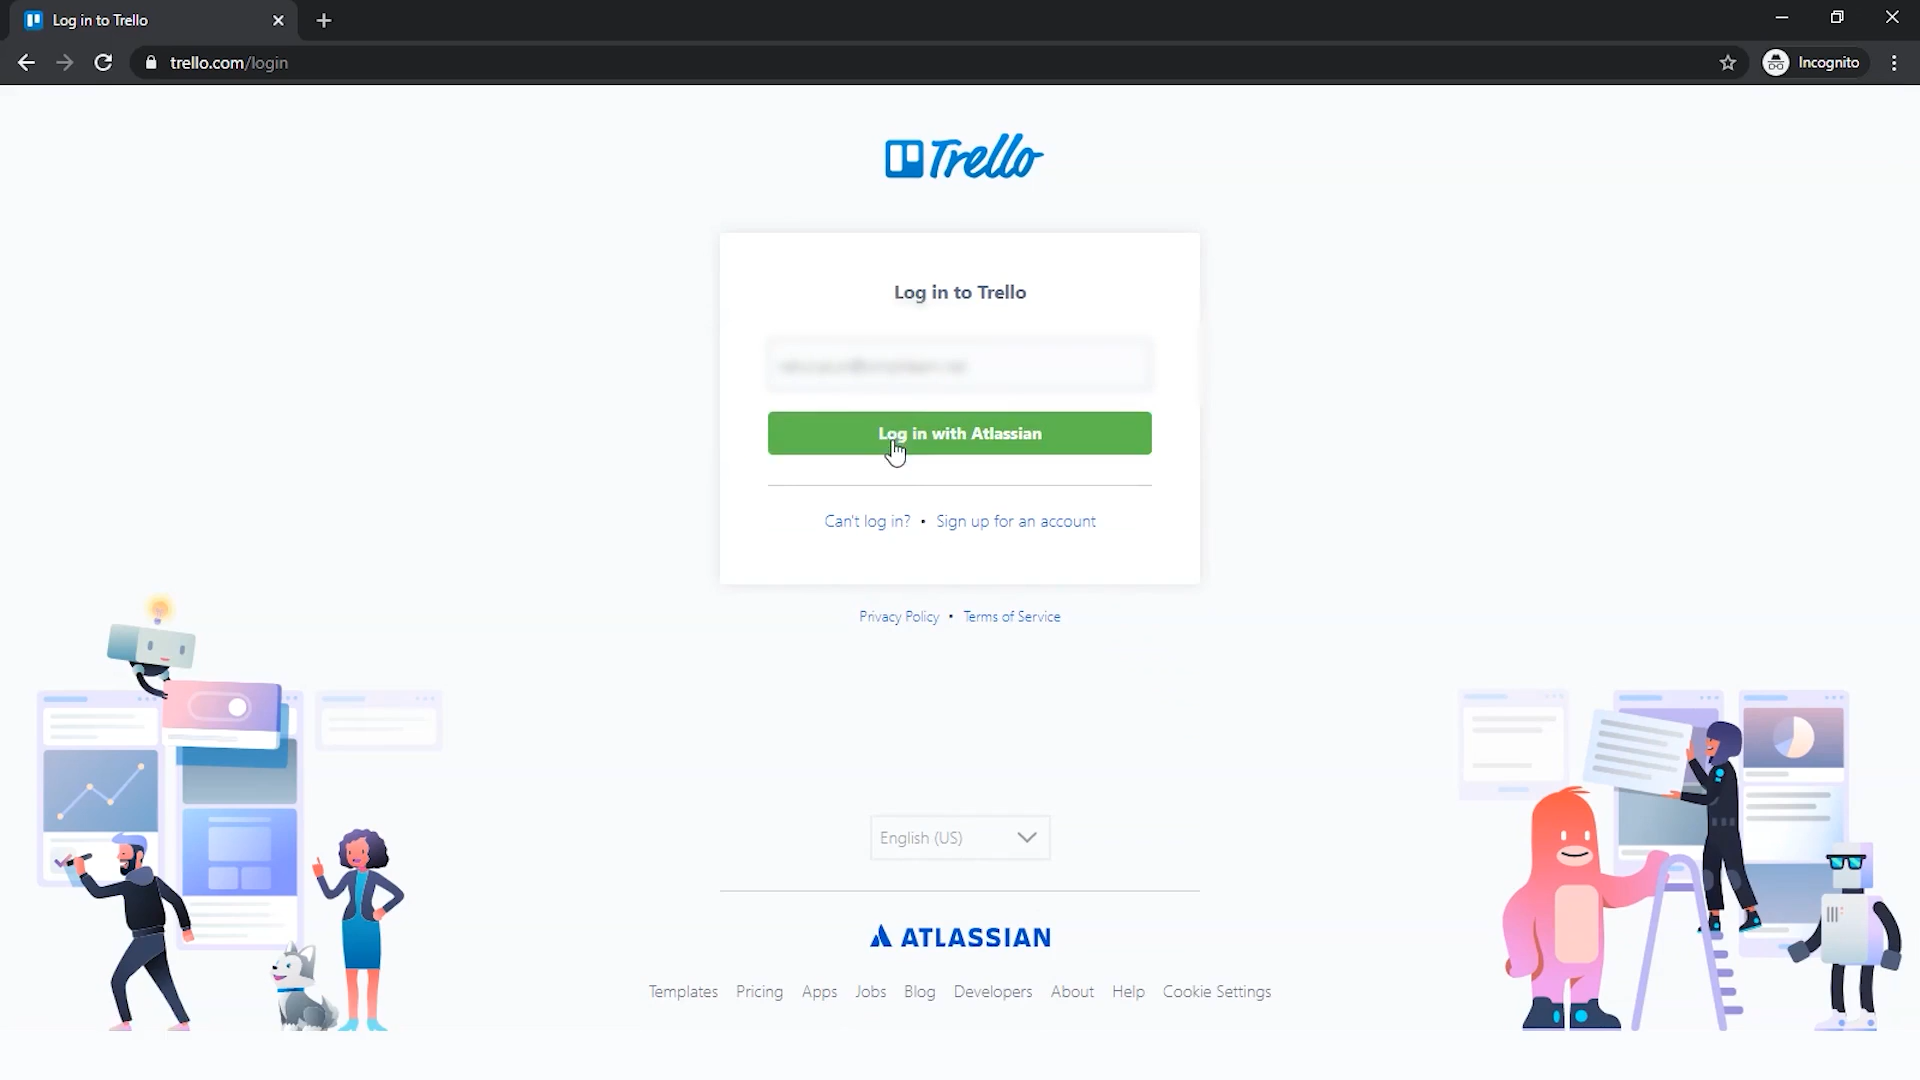 Log in to Trello
trello.com/login
Incognito
Trello
Log in to Trello
Log in with Atlassian
Can't log in? • Sign up for an account
Privacy Policy • Terms of Service
English (US)
ATLASSIAN
Templates Pricing Apps Jobs Blog Developers About Help Cookie Settings